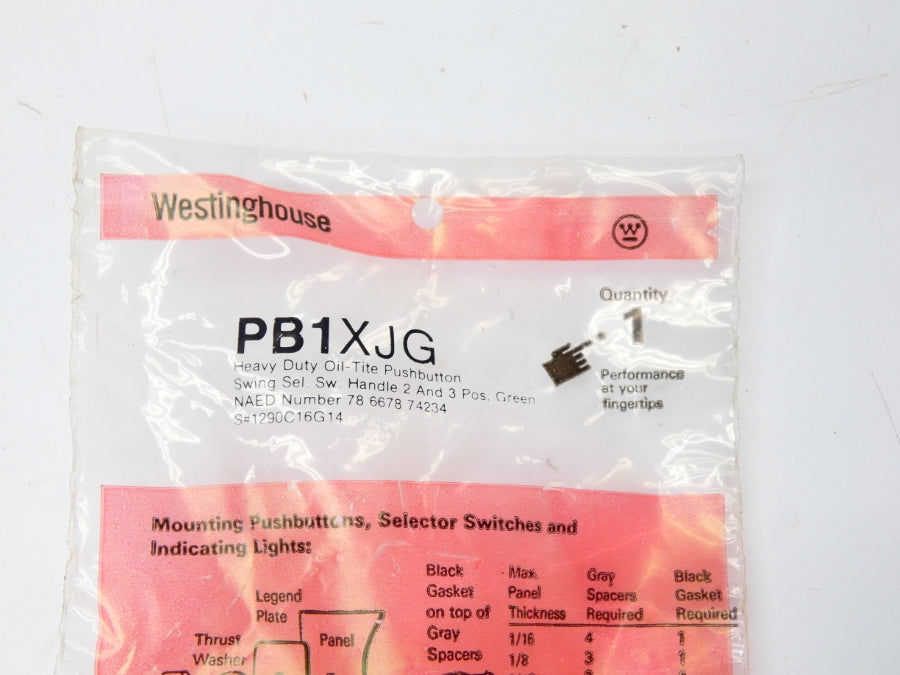 Westinghouse
W
Quantity
1
PB1XJG
Heavy Duty Oil-Tite Pushbutton
Swing Sel. Sw. Handle 2 And 3 Pos. Green
NAED Number 78 6678 74234
S#1290C16G14
Performance
at your
fingertips
Mounting Pushbuttons, Selector Switches and
Indicating Lights:
Legend
Plate
Thrust
Washer
Panel
Black
Gasket
on top of
Gray
Spacers
Max. Gray Black
Panel Spacers Gasket
Thickness Required Required
1/16 4 1
1/8 3 1